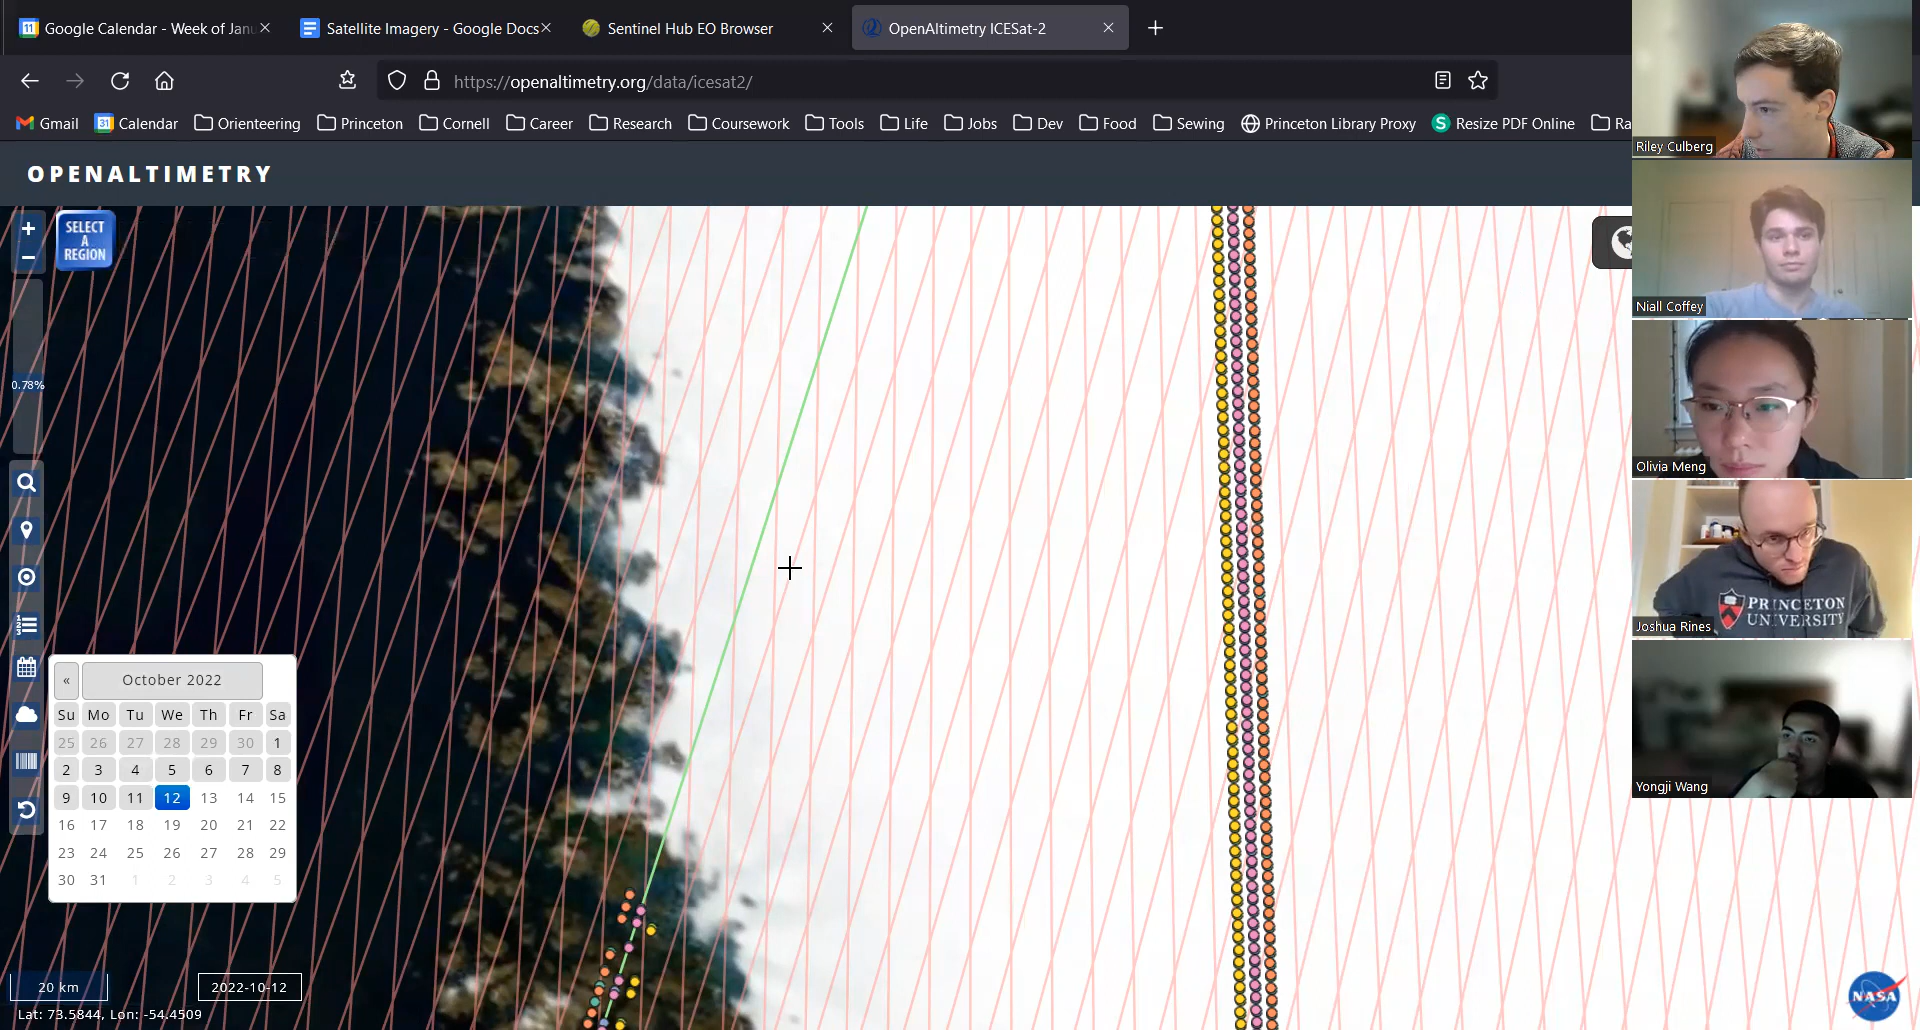 Google Calendar - Week of Janu
Satellite Imagery - Google Docs
Sentinel Hub EO Browser
OpenAltimetry ICESat-2
https://openaltimetry.org/data/icesat2/
Gmail
31 Calendar
Orienteering
Princeton
Cornell
Career
Research
Coursework
Tools
Life
Jobs
Dev
Food
Sewing
Princeton Library Proxy
S Resize PDF Online
Ra
OPENALTIMETRY
+
−
SELECT
A
REGION
0.78%
« October 2022
Su Mo Tu We Th Fr Sa
25 26 27 28 29 30 1
2 3 4 5 6 7 8
9 10 11 12 13 14 15
16 17 18 19 20 21 22
23 24 25 26 27 28 29
30 31 1 2 3 4 5
20 km
2022-10-12
Lat: 73.5844, Lon: -54.4509
Riley Culberg
Niall Coffey
Olivia Meng
PRINCETON
UNIVERSITY
Joshua Rines
Yongji Wang
NASA